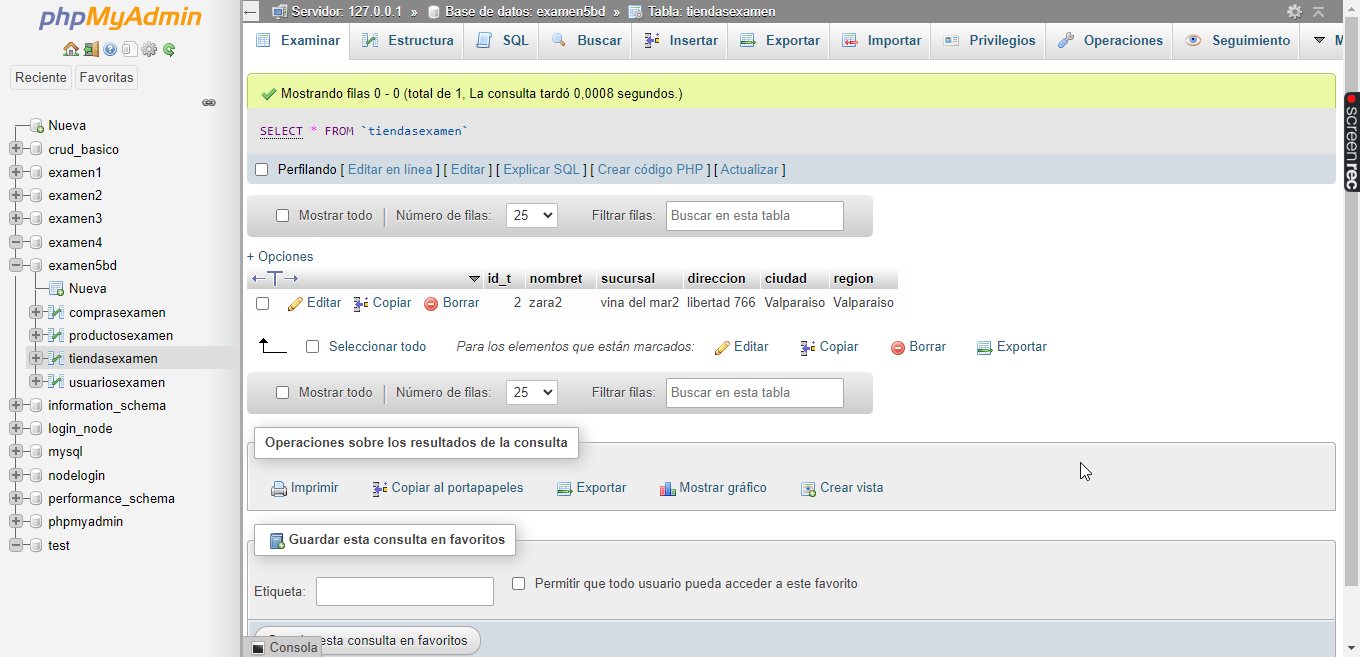 phpMyAdmin
Reciente Favoritas
Nueva
crud_basico
examen1
examen2
examen3
examen4
examen5bd
Nueva
comprasexamen
productosexamen
tiendasexamen
usuariosexamen
information_schema
login_node
mysql
nodelogin
performance_schema
phpmyadmin
test
Servidor: 127.0.0.1 » Base de datos: examen5bd » Tabla: tiendasexamen
Examinar Estructura SQL Buscar Insertar Exportar Importar Privilegios Operaciones Seguimiento
Mostrando filas 0 - 0 (total de 1, La consulta tardó 0,0008 segundos.)
SELECT * FROM `tiendasexamen`
Perfilando [ Editar en línea ] [ Editar ] [ Explicar SQL ] [ Crear código PHP ] [ Actualizar ]
Mostrar todo | Número de filas: 25 Filtrar filas: Buscar en esta tabla
+ Opciones
←T→ id_t nombret sucursal direccion ciudad region
Editar Copiar Borrar 2 zara2 vina del mar2 libertad 766 Valparaiso Valparaiso
Seleccionar todo Para los elementos que están marcados: Editar Copiar Borrar Exportar
Mostrar todo | Número de filas: 25 Filtrar filas: Buscar en esta tabla
Operaciones sobre los resultados de la consulta
Imprimir Copiar al portapapeles Exportar Mostrar gráfico Crear vista
Guardar esta consulta en favoritos
Etiqueta: Permitir que todo usuario pueda acceder a este favorito
esta consulta en favoritos
Consola
screenrec